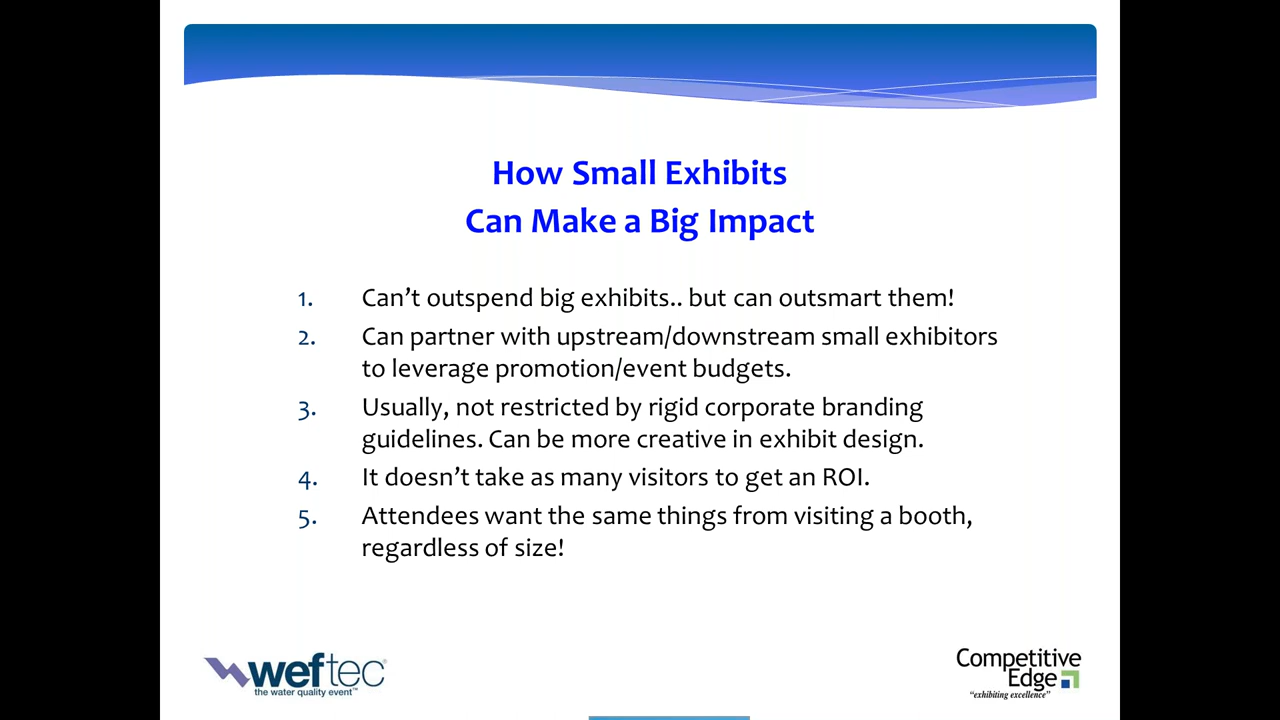 How Small Exhibits
Can Make a Big Impact
1. Can’t outspend big exhibits.. but can outsmart them!
2. Can partner with upstream/downstream small exhibitors
to leverage promotion/event budgets.
3. Usually, not restricted by rigid corporate branding
guidelines. Can be more creative in exhibit design.
4. It doesn’t take as many visitors to get an ROI.
5. Attendees want the same things from visiting a booth,
regardless of size!
weftec®
the water quality event™
Competitive
Edge
“exhibiting excellence”